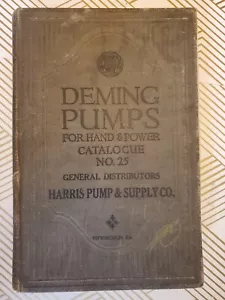 DEMING
PUMPS
FOR HAND & POWER
CATALOGUE
NO. 25
GENERAL DISTRIBUTORS
HARRIS PUMP & SUPPLY CO.